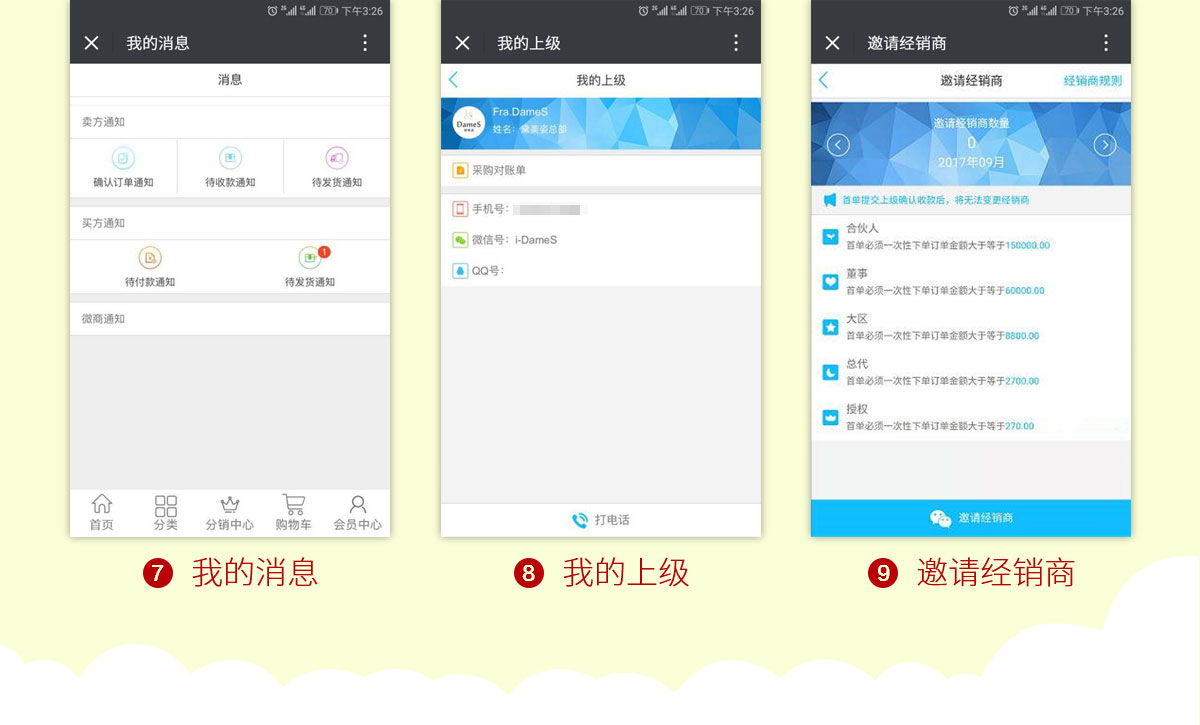 2G 4G 70 下午3:26
我的消息
消息
卖方通知
确认订单通知 待收款通知 待发货通知
买方通知
1
待付款通知 待发货通知
微商通知
首页 分类 分销中心 购物车 会员中心
7 我的消息
2G 4G 70 下午3:26
我的上级
我的上级
DameS
Fra.DameS
姓名：黛美姿总部
采购对账单
手机号：
微信号：i-DameS
QQ号：
打电话
8 我的上级
2G 4G 70 下午3:26
邀请经销商
邀请经销商 经销商规则
邀请经销商数量
0
2017年09月
首单提交上级确认收款后，将无法变更经销商
合伙人
首单必须一次性下单订单金额大于等于150000.00
董事
首单必须一次性下单订单金额大于等于60000.00
大区
首单必须一次性下单订单金额大于等于8800.00
总代
首单必须一次性下单订单金额大于等于2700.00
授权
首单必须一次性下单订单金额大于等于270.00
邀请经销商
9 邀请经销商